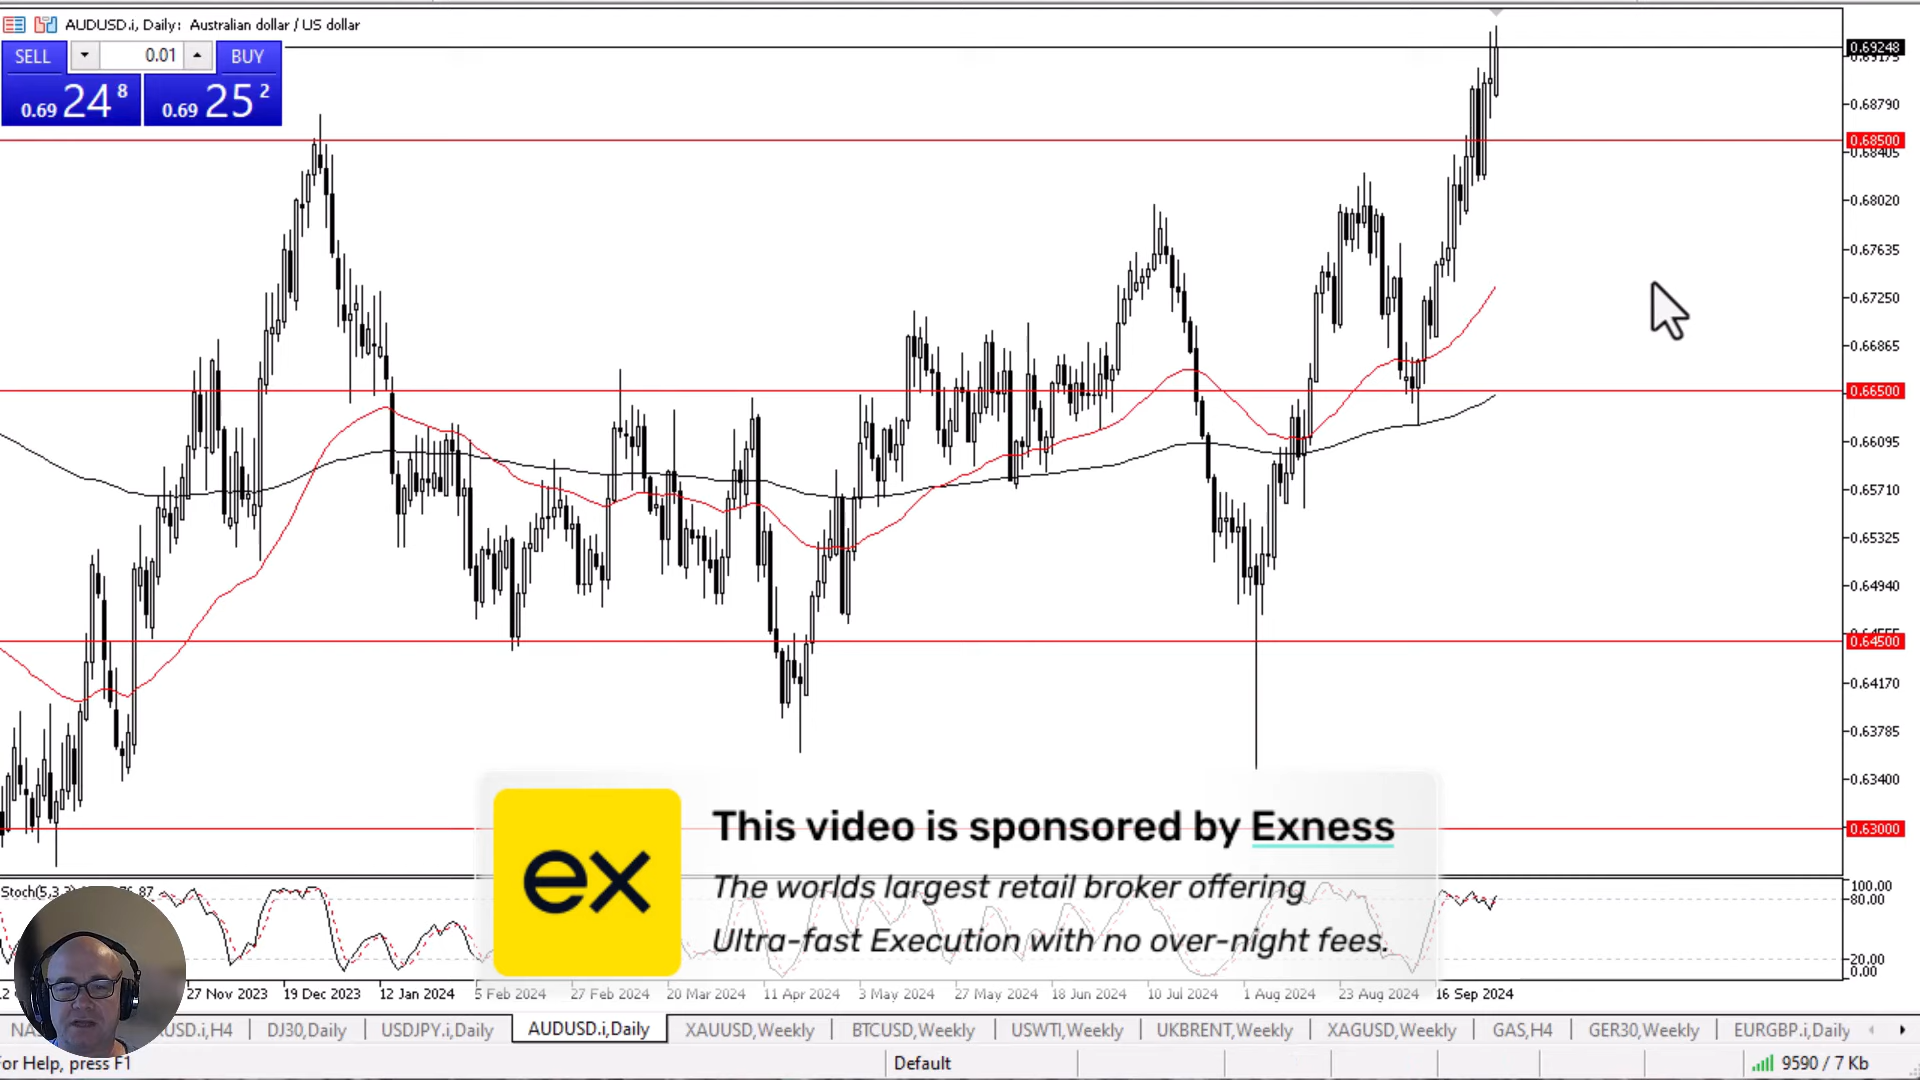 AUDUSD.i, Daily: Australian dollar / US dollar
SELL 0.01 BUY
0.69 24 8 0.69 25 2
0.69248
0.69175
0.68790
0.68500
0.68405
0.68020
0.67635
0.67250
0.66865
0.66500
0.66095
0.65710
0.65325
0.64940
0.64500
0.64170
0.63785
0.63400
0.63000
This video is sponsored by Exness
ex
The worlds largest retail broker offering
Ultra-fast Execution with no over-night fees.
100.00
80.00
20.00
0.00
27 Nov 2023 19 Dec 2023 12 Jan 2024 5 Feb 2024 27 Feb 2024 20 Mar 2024 11 Apr 2024 3 May 2024 27 May 2024 18 Jun 2024 10 Jul 2024 1 Aug 2024 23 Aug 2024 16 Sep 2024
DJ30,Daily USDJPY.i,Daily AUDUSD.i,Daily XAUUSD,Weekly BTCUSD,Weekly USWTI,Weekly UKBRENT,Weekly XAGUSD,Weekly GAS,H4 GER30,Weekly EURGBP.i,Daily
For Help, press F1 Default 9590 / 7 Kb